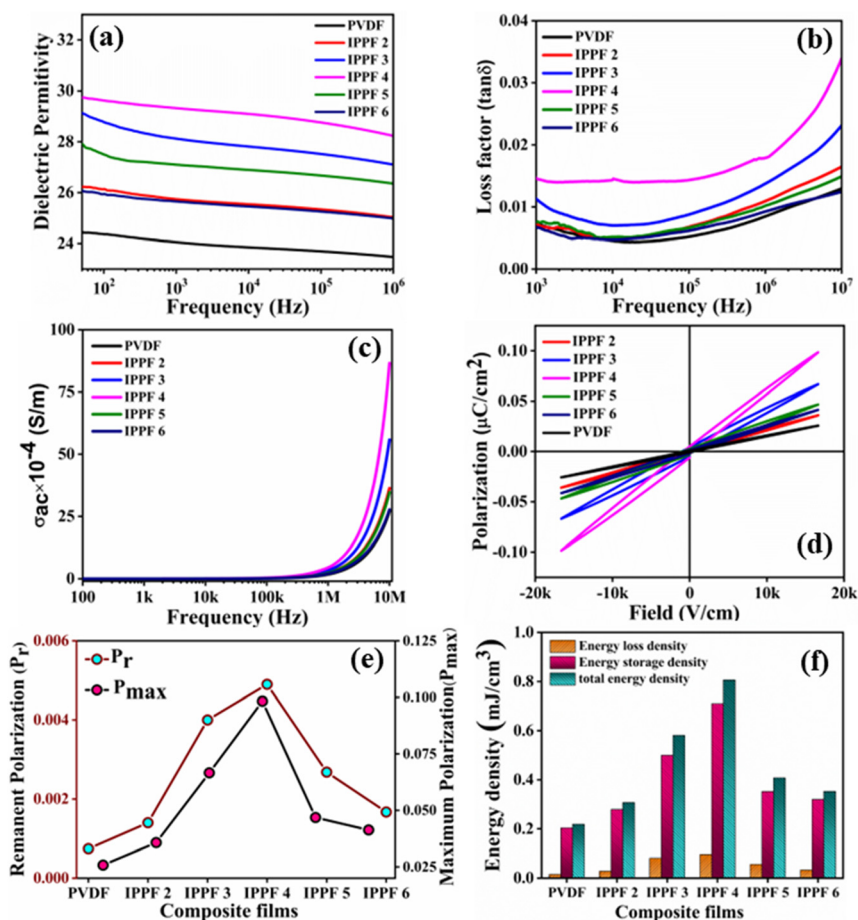 (a)
PVDF
IPPF 2
IPPF 3
IPPF 4
IPPF 5
IPPF 6
Dielectric Permitivity
32
30
28
26
24
10²
10³
10⁴
10⁵
10⁶
Frequency (Hz)
(b)
PVDF
IPPF 2
IPPF 3
IPPF 4
IPPF 5
IPPF 6
Loss factor (tanδ)
0.04
0.03
0.02
0.01
0.00
10³
10⁴
10⁵
10⁶
10⁷
Frequency (Hz)
(c)
PVDF
IPPF 2
IPPF 3
IPPF 4
IPPF 5
IPPF 6
σac×10⁻⁴ (S/m)
100
75
50
25
0
100
1k
10k
100k
1M
10M
Frequency (Hz)
IPPF 2
IPPF 3
IPPF 4
IPPF 5
IPPF 6
PVDF
(d)
Polarization (μC/cm²)
0.10
0.05
0.00
-0.05
-0.10
-20k
-10k
0
10k
20k
Field (V/cm)
(e)
Pr
Pmax
Remanent Polarization (Pr)
0.006
0.004
0.002
0.000
Maximum Polarization(Pmax)
0.125
0.100
0.075
0.050
0.025
PVDF
IPPF 2
IPPF 3
IPPF 4
IPPF 5
IPPF 6
Composite films
(f)
Energy loss density
Energy storage density
total energy density
Energy density (mJ/cm³)
1.0
0.8
0.6
0.4
0.2
0.0
PVDF
IPPF 2
IPPF 3
IPPF 4
IPPF 5
IPPF 6
Composite films